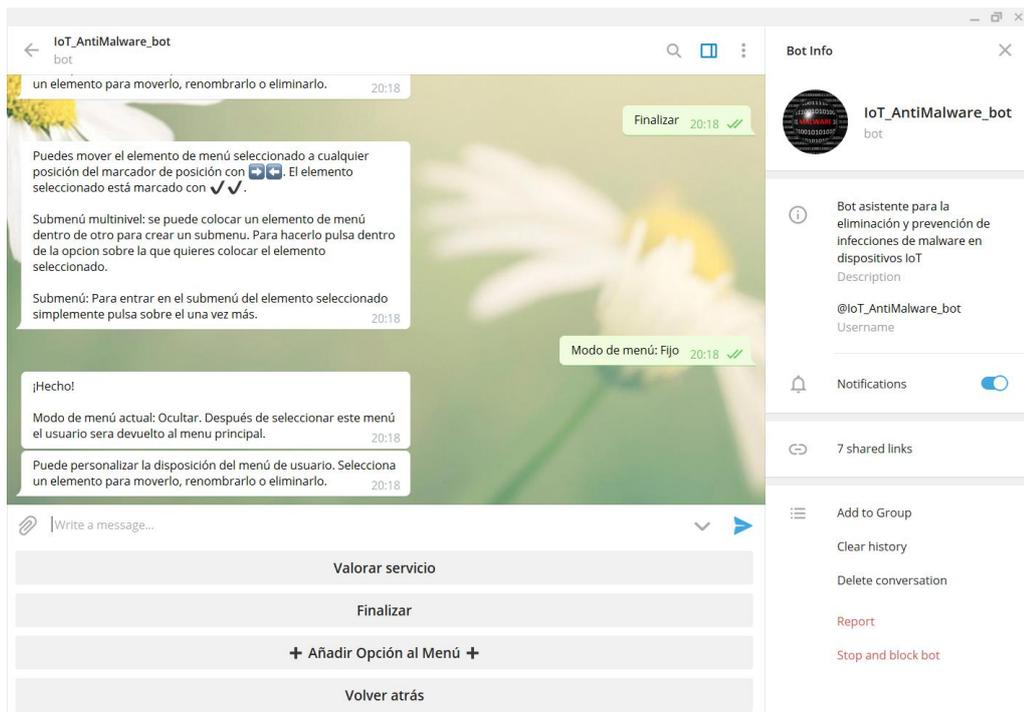 IoT_AntiMalware_bot
bot
un elemento para moverlo, renombrarlo o eliminarlo.
20:18
Finalizar 20:18
Puedes mover el elemento de menú seleccionado a cualquier
posición del marcador de posición con ➡️⬅️. El elemento
seleccionado está marcado con ✔✔.
Submenú multinivel: se puede colocar un elemento de menú
dentro de otro para crear un submenu. Para hacerlo pulsa dentro
de la opcion sobre la que quieres colocar el elemento
seleccionado.
Submenú: Para entrar en el submenú del elemento seleccionado
simplemente pulsa sobre el una vez más.
20:18
Modo de menú: Fijo 20:18
¡Hecho!
Modo de menú actual: Ocultar. Después de seleccionar este menú
el usuario sera devuelto al menu principal.
20:18
Puede personalizar la disposición del menú de usuario. Selecciona
un elemento para moverlo, renombrarlo o eliminarlo.
20:18
Write a message...
Valorar servicio
Finalizar
➕ Añadir Opción al Menú ➕
Volver atrás
Bot Info
MALWARE
IoT_AntiMalware_bot
bot
Bot asistente para la
eliminación y prevención de
infecciones de malware en
dispositivos IoT
Description
@IoT_AntiMalware_bot
Username
Notifications
7 shared links
Add to Group
Clear history
Delete conversation
Report
Stop and block bot